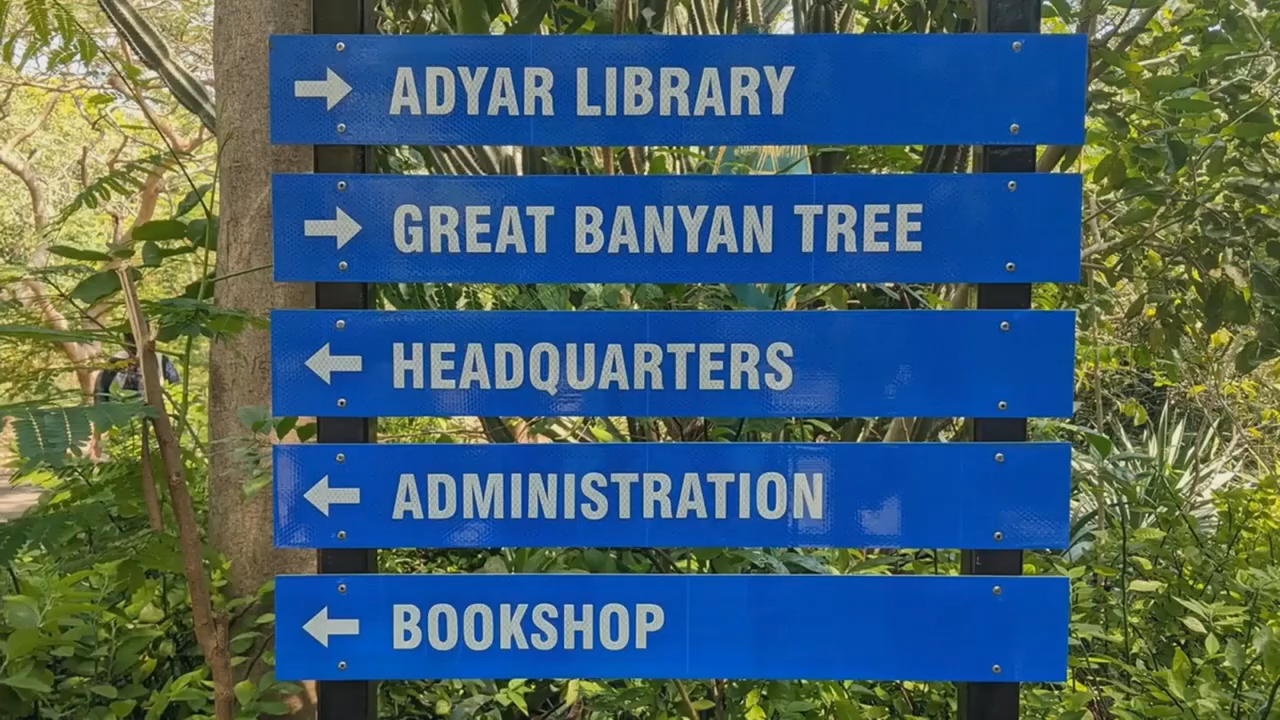 → ADYAR LIBRARY
→ GREAT BANYAN TREE
← HEADQUARTERS
← ADMINISTRATION
← BOOKSHOP